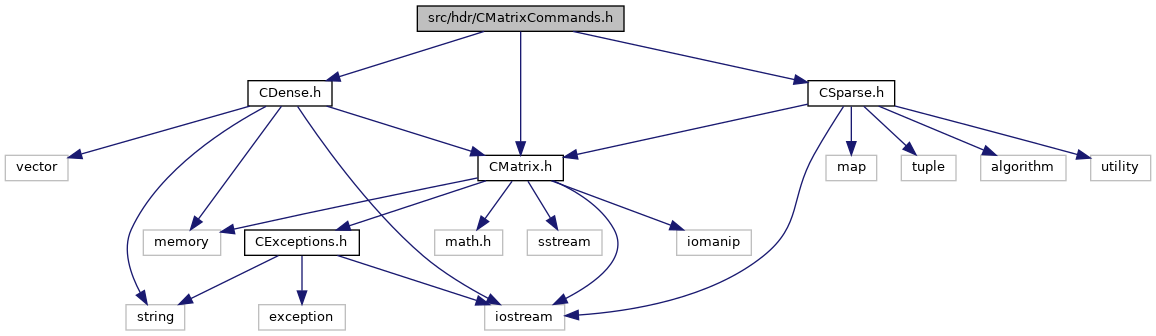 src/hdr/CMatrixCommands.h
CDense.h
CSparse.h
vector
CMatrix.h
map
tuple
algorithm
utility
memory
CExceptions.h
math.h
sstream
iomanip
string
exception
iostream